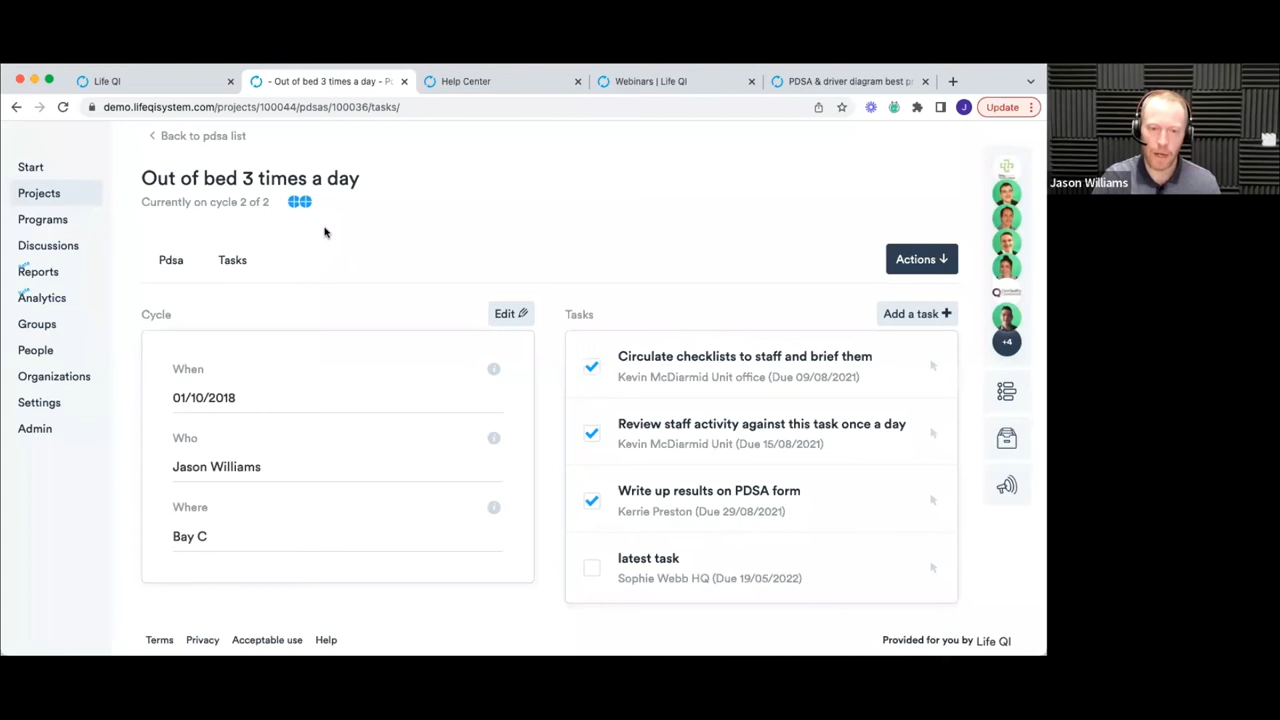 Life QI
- Out of bed 3 times a day - P
Help Center
Webinars | Life QI
PDSA & driver diagram best p
demo.lifeqisystem.com/projects/100044/pdsas/100036/tasks/
J
Update
Back to pdsa list
Out of bed 3 times a day
Currently on cycle 2 of 2
Start
Projects
Programs
Discussions
Reports
Analytics
Groups
People
Organizations
Settings
Admin
Pdsa
Tasks
Actions
Cycle
Edit
When
01/10/2018
Who
Jason Williams
Where
Bay C
Tasks
Add a task
Circulate checklists to staff and brief them
Kevin McDiarmid Unit office (Due 09/08/2021)
Review staff activity against this task once a day
Kevin McDiarmid Unit (Due 15/08/2021)
Write up results on PDSA form
Kerrie Preston (Due 29/08/2021)
latest task
Sophie Webb HQ (Due 19/05/2022)
+4
Terms
Privacy
Acceptable use
Help
Provided for you by Life QI
Jason Williams